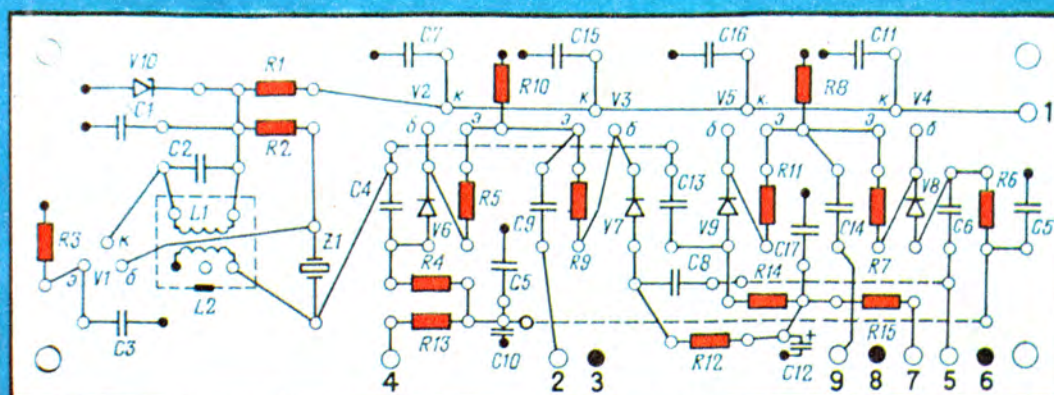 C7 C15 C16 C11
V10 R1 R10 R8
V2 к к V3 V5 к к V4 1
C1 R2 б э э б б э э б
C2 C4 R5 C9 C13 R11 C14 V8 R6
R3 L1 V6 R9 V7 V9 C17 R7 C6 C5
к Z1
э V1 б R4 C5 C8 R14
L2 R15
C3 R13 C10 R12 C12 +
4 2 3 9 8 7 5 6